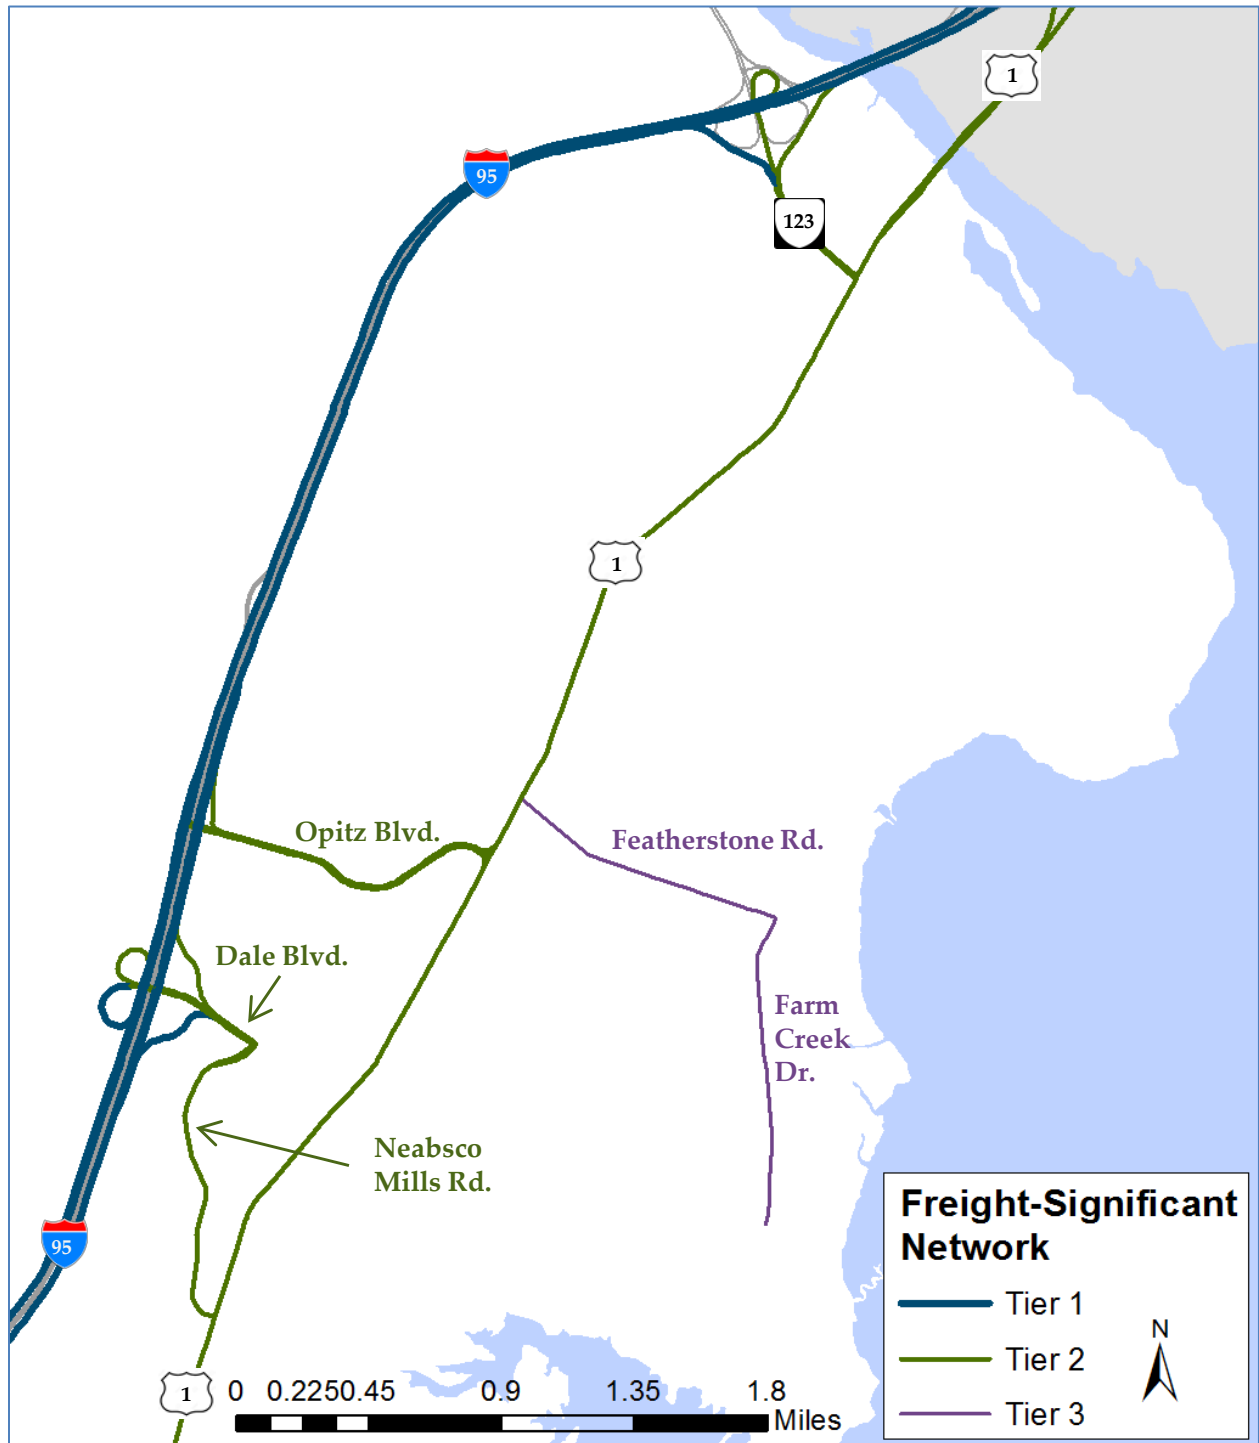 1
95
123
1
Opitz Blvd.
Featherstone Rd.
Dale Blvd.
Farm
Creek
Dr.
Neabsco
Mills Rd.
95
1
0 0.2250.45 0.9 1.35 1.8
Miles
Freight-Significant
Network
Tier 1
Tier 2
Tier 3
N